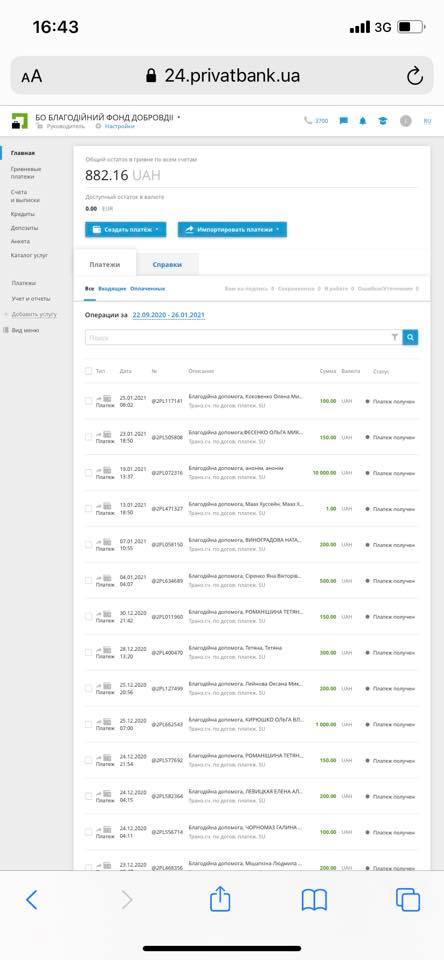 16:43
3G
AA
24.privatbank.ua
БО БЛАГОДІЙНИЙ ФОНД ДОБРОВДІЇ
Руководитель Настройки
3700
RU
Главная
Гривневые
платежи
Счета
и выписки
Кредиты
Депозиты
Анкета
Каталог услуг
Платежи
Учет и отчеты
Добавить услугу
Вид меню
Общий остаток в гривне по всем счетам
882.16 UAH
Доступный остаток в валюте
0.00 EUR
Создать платёж
Импортировать платежи
Платежи
Справки
Все Входящие Оплаченные
Вам на подпись 0 Сохраненное 0 В работе 0 Ошибки/Уточнение 0
Операции за 22.09.2020 - 26.01.2021
Поиск
Тип Дата № Описание Сумма Валюта Статус
Платеж 25.01.2021 06:02 @2PL117141 Благодійна допомога, Коковенко Олена Ми... 100.00 UAH Платеж получен
Транз.сч. по догов. платеж. SU
Платеж 23.01.2021 18:50 @2PL505808 Благодійна допомога,ФЕСЕНКО ОЛЬГА МИК... 150.00 UAH Платеж получен
Транз.сч. по догов. платеж. SU
Платеж 19.01.2021 13:37 @2PL072316 Благодійна допомога, анонім, анонім 10 000.00 UAH Платеж получен
Транз.сч. по догов. платеж. SU
Платеж 13.01.2021 18:50 @2PL471327 Благодійна допомога, Мааз Хуссейн, Мааз Х... 1.00 UAH Платеж получен
Транз.сч. по догов. платеж. SU
Платеж 07.01.2021 10:55 @2PL058150 Благодійна допомога, ВИНОГРАДОВА НАТА... 200.00 UAH Платеж получен
Транз.сч. по догов. платеж. SU
Платеж 04.01.2021 04:07 @2PL634689 Благодійна допомога, Сіренко Яна Вікторів... 500.00 UAH Платеж получен
Транз.сч. по догов. платеж. SU
Платеж 30.12.2020 21:42 @2PL011960 Благодійна допомога, РОМАНІШИНА ТЕТЯН... 150.00 UAH Платеж получен
Транз.сч. по догов. платеж. SU
Платеж 28.12.2020 13:20 @2PL400470 Благодійна допомога, Тетяна, Тетяна 300.00 UAH Платеж получен
Транз.сч. по догов. платеж. SU
Платеж 25.12.2020 20:56 @2PL127499 Благодійна допомога, Лейнова Оксана Мик... 200.00 UAH Платеж получен
Транз.сч. по догов. платеж. SU
Платеж 25.12.2020 07:00 @2PL652543 Благодійна допомога, КИРЮШКО ОЛЬГА ВЛ... 1 000.00 UAH Платеж получен
Транз.сч. по догов. платеж. SU
Платеж 24.12.2020 21:54 @2PL577692 Благодійна допомога, РОМАНІШИНА ТЕТЯН... 150.00 UAH Платеж получен
Транз.сч. по догов. платеж. SU
Платеж 24.12.2020 04:15 @2PL582364 Благодійна допомога, ЛЕВИЦКАЯ ЕЛЕНА АЛ... 200.00 UAH Платеж получен
Транз.сч. по догов. платеж. SU
Платеж 24.12.2020 04:11 @2PL556714 Благодійна допомога, ЧОРНОМАЗ ГАЛИНА ... 100.00 UAH Платеж получен
Транз.сч. по догов. платеж. SU
23.12.2020 @2PL868356 Благодійна допомога, Мішапкіна Людмила ... 200.00 UAH Платеж получен